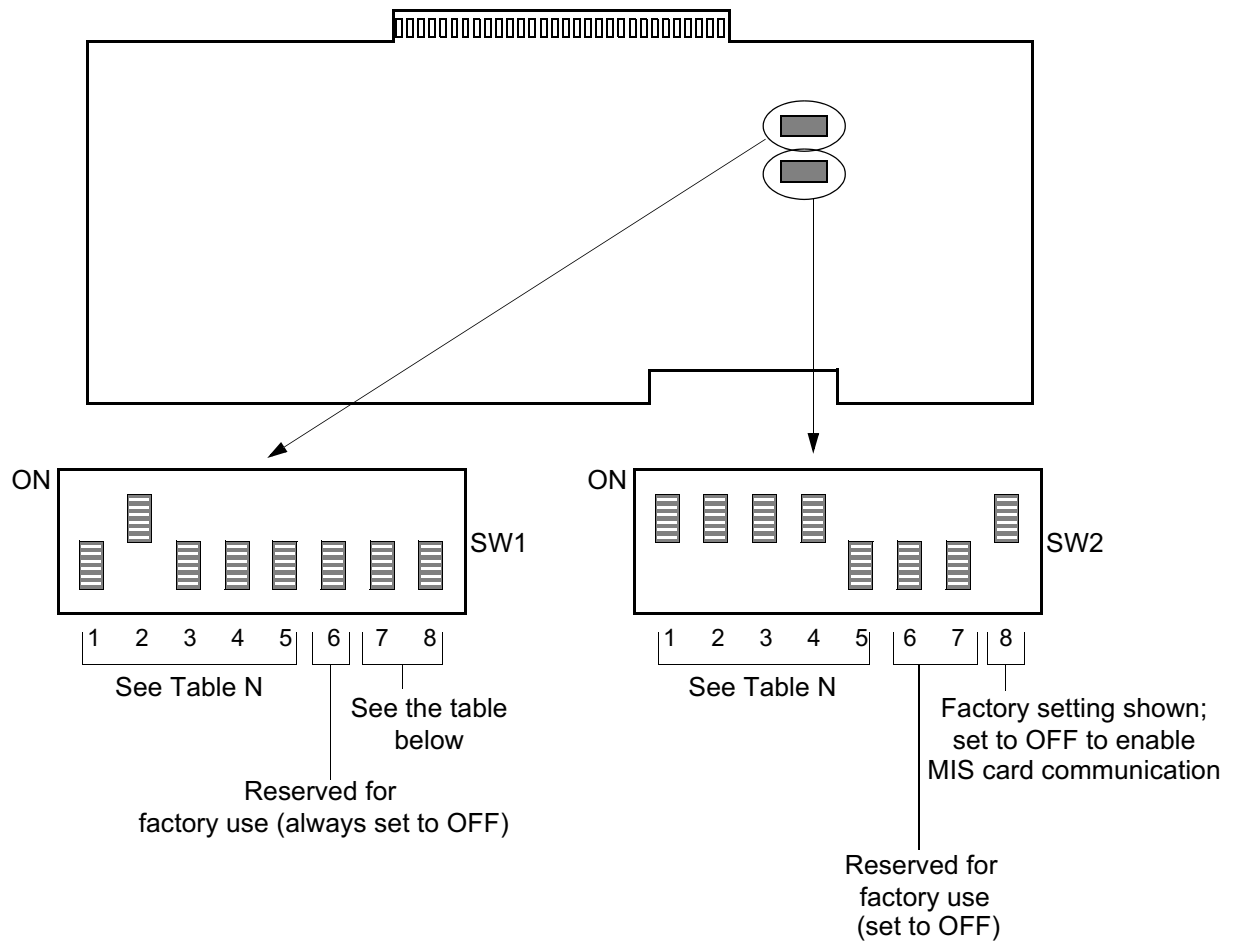 ON
SW1
1 2 3 4 5 6 7 8
See Table N
See the table
below
Reserved for
factory use (always set to OFF)
ON
SW2
1 2 3 4 5 6 7 8
See Table N
Factory setting shown;
set to OFF to enable
MIS card communication
Reserved for
factory use
(set to OFF)